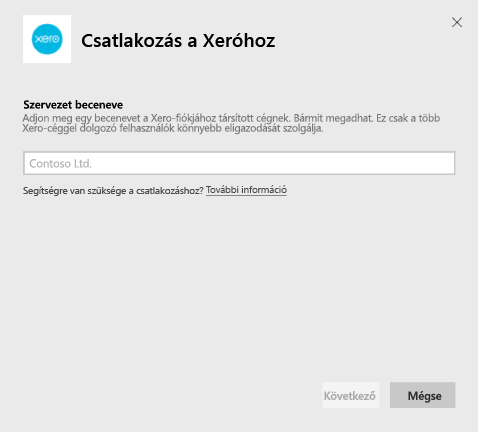 xero
Csatlakozás a Xeróhoz
Szervezet beceneve
Adjon meg egy becenevet a Xero-fiókjához társított cégnek. Bármit megadhat. Ez csak a több
Xero-céggel dolgozó felhasználók könnyebb eligazodását szolgálja.
Contoso Ltd.
Segítségre van szüksége a csatlakozáshoz? További információ
Következő Mégse